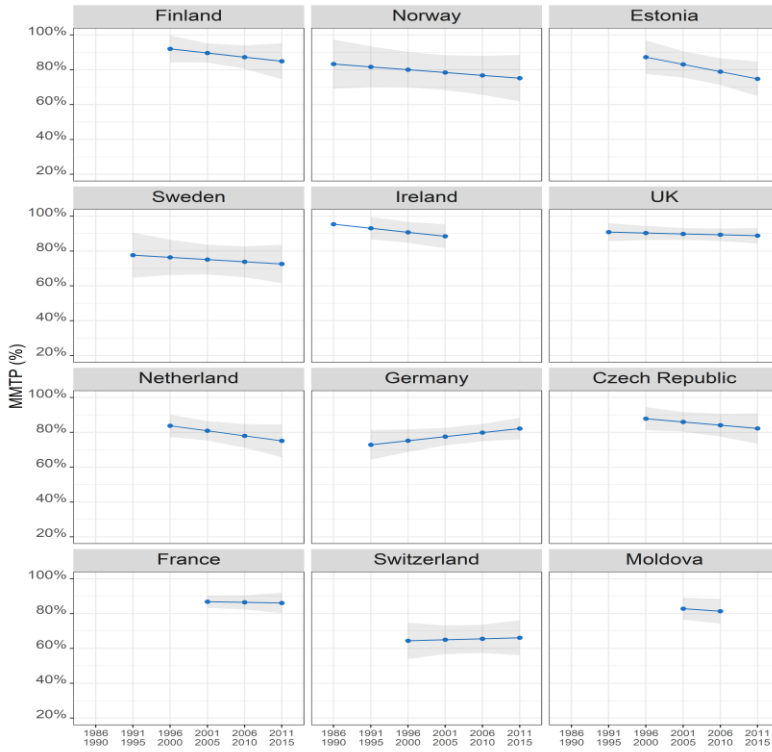 Finland Norway Estonia
100%
80%
60%
40%
20%
Sweden Ireland UK
100%
80%
60%
40%
20%
MMTP (%)
Netherland Germany Czech Republic
100%
80%
60%
40%
20%
France Switzerland Moldova
100%
80%
60%
40%
20%
1986 1991 1996 2001 2006 2011 1986 1991 1996 2001 2006 2011 1986 1991 1996 2001 2006 2011
1990 1995 2000 2005 2010 2015 1990 1995 2000 2005 2010 2015 1990 1995 2000 2005 2010 2015